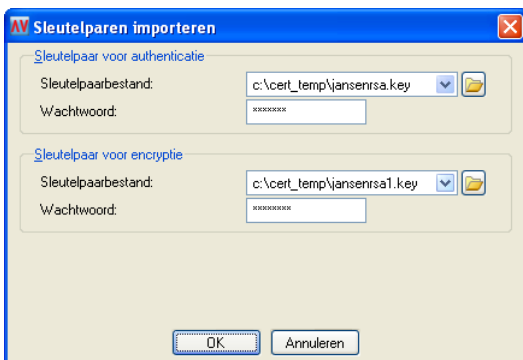 AV Sleutelparen importeren
Sleutelpaar voor authenticatie
Sleutelpaarbestand: c:\cert_temp\jansenrsa.key
Wachtwoord: *******
Sleutelpaar voor encryptie
Sleutelpaarbestand: c:\cert_temp\jansenrsa1.key
Wachtwoord: ********
OK Annuleren